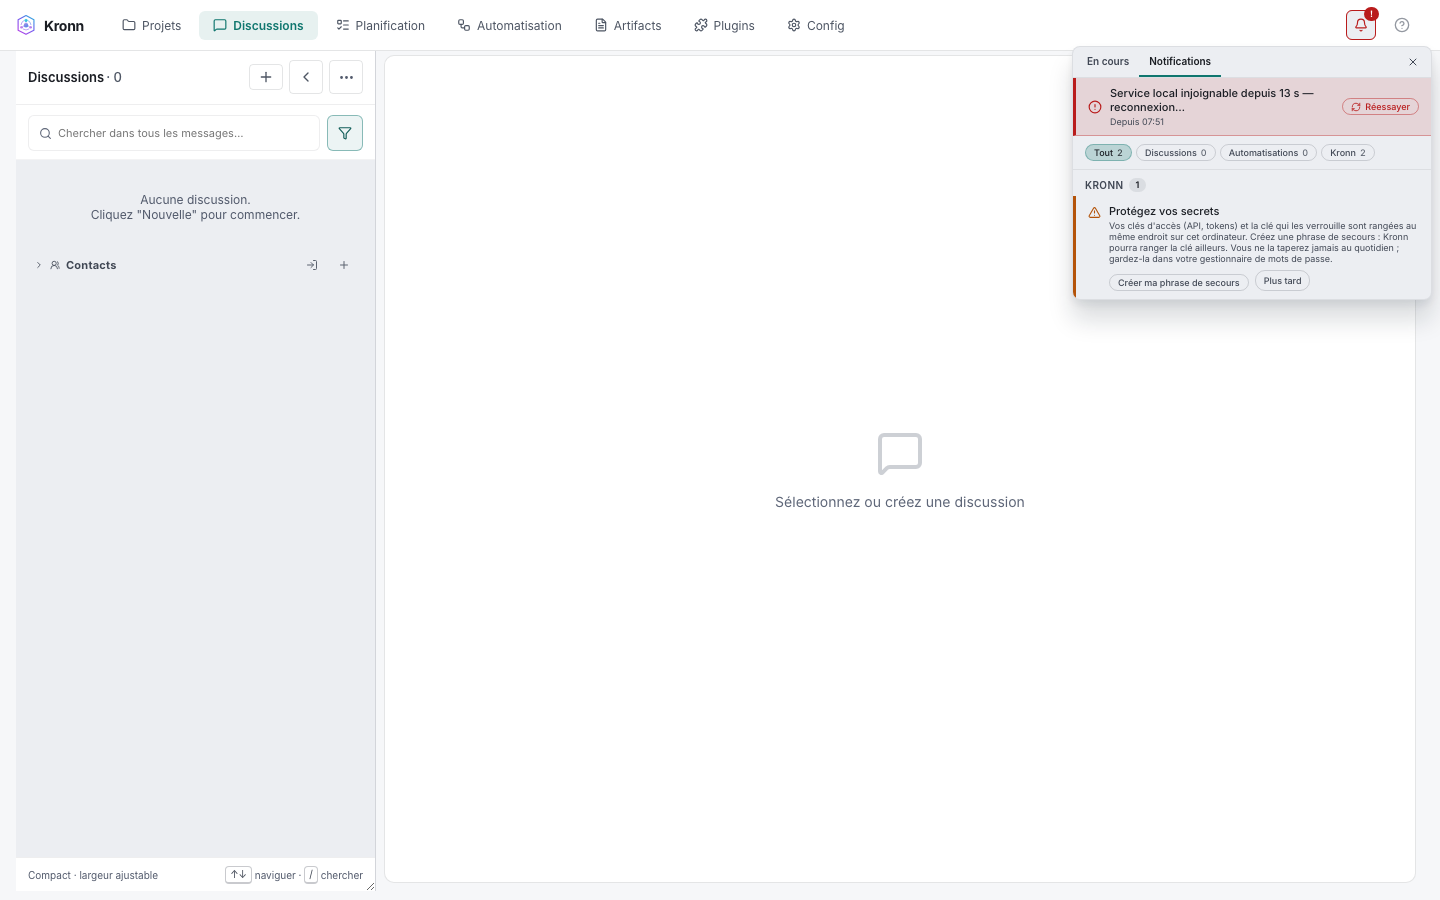 Kronn
Projets
Discussions
Planification
Automatisation
Artifacts
Plugins
Config
!
Discussions · 0
Chercher dans tous les messages...
Aucune discussion.
Cliquez "Nouvelle" pour commencer.
Contacts
Compact · largeur ajustable
↑↓ naviguer · / chercher
Sélectionnez ou créez une discussion
En cours
Notifications
Service local injoignable depuis 13 s —
reconnexion...
Depuis 07:51
Réessayer
Tout 2
Discussions 0
Automatisations 0
Kronn 2
KRONN 1
Protégez vos secrets
Vos clés d'accès (API, tokens) et la clé qui les verrouille sont rangées au
même endroit sur cet ordinateur. Créez une phrase de secours : Kronn
pourra ranger la clé ailleurs. Vous ne la taperez jamais au quotidien ;
gardez-la dans votre gestionnaire de mots de passe.
Créer ma phrase de secours
Plus tard